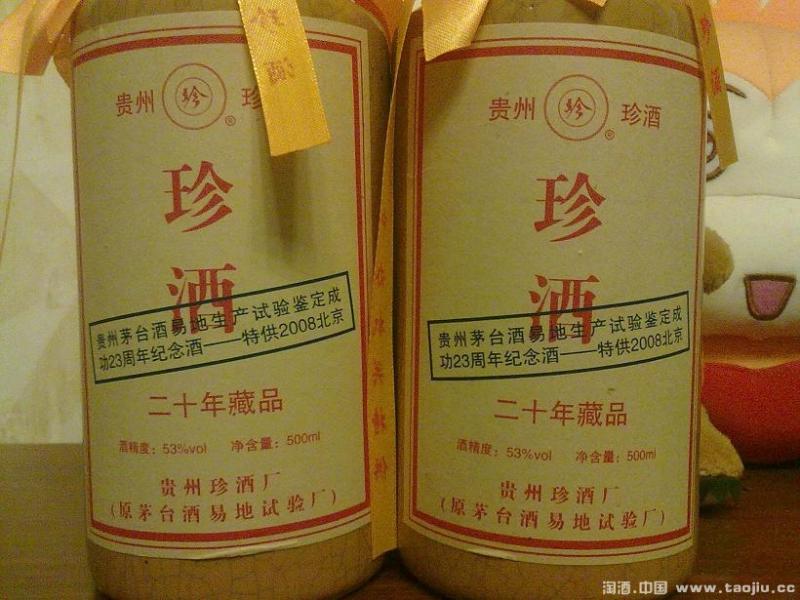 珍酒
贵州 珍
珍
酒
贵州茅台酒易地生产试验鉴定成
功23周年纪念酒——特供2008北京
二十年藏品
酒精度：53%vol 净含量：500ml
贵州珍酒厂
（原茅台酒易地试验厂）
贵州 珍 珍酒
®
珍
酒
贵州茅台酒易地生产试验鉴定成
功23周年纪念酒——特供2008北京
二十年藏品
酒精度：53%vol 净含量：500ml
贵州珍酒厂
（原茅台酒易地试验厂）
珍酒
淘酒.中国 www.taojiu.cc